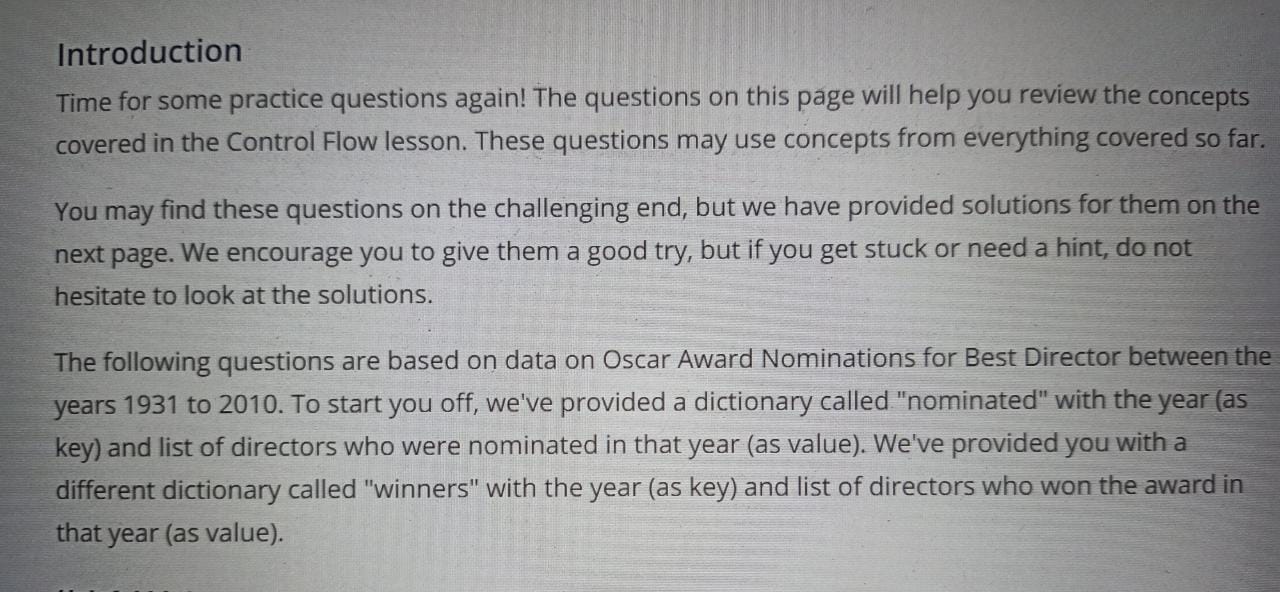 Introduction
Time for some practice questions again! The questions on this page will help you review the concepts
covered in the Control Flow lesson. These questions may use concepts from everything covered so far.
You may find these questions on the challenging end, but we have provided solutions for them on the
next page. We encourage you to give them a good try, but if you get stuck or need a hint, do not
hesitate to look at the solutions.
The following questions are based on data on Oscar Award Nominations for Best Director between the
years 1931 to 2010. To start you off, we've provided a dictionary called "nominated" with the year (as
key) and list of directors who were nominated in that year (as value). We've provided you with a
different dictionary called "winners" with the year (as key) and list of directors who won the award in
that year (as value).